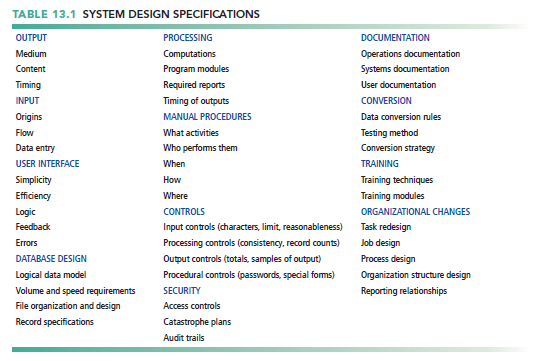 TABLE 13.1 SYSTEM DESIGN SPECIFICATIONS
OUTPUT
Medium
Content
Timing
INPUT
Origins
Flow
Data entry
USER INTERFACE
Simplicity
Efficiency
Logic
Feedback
Errors
DATABASE DESIGN
Logical data model
Volume and speed requirements
File organization and design
Record specifications
PROCESSING
Computations
Program modules
Required reports
Timing of outputs
MANUAL PROCEDURES
What activities
Who performs them
When
How
Where
CONTROLS
Input controls (characters, limit, reasonableness)
Processing controls (consistency, record counts)
Output controls (totals, samples of output)
Procedural controls (passwords, special forms)
SECURITY
Access controls
Catastrophe plans
Audit trails
DOCUMENTATION
Operations documentation
Systems documentation
User documentation
CONVERSION
Data conversion rules
Testing method
Conversion strategy
TRAINING
Training techniques
Training modules
ORGANIZATIONAL CHANGES
Task redesign
Job design
Process design
Organization structure design
Reporting relationships